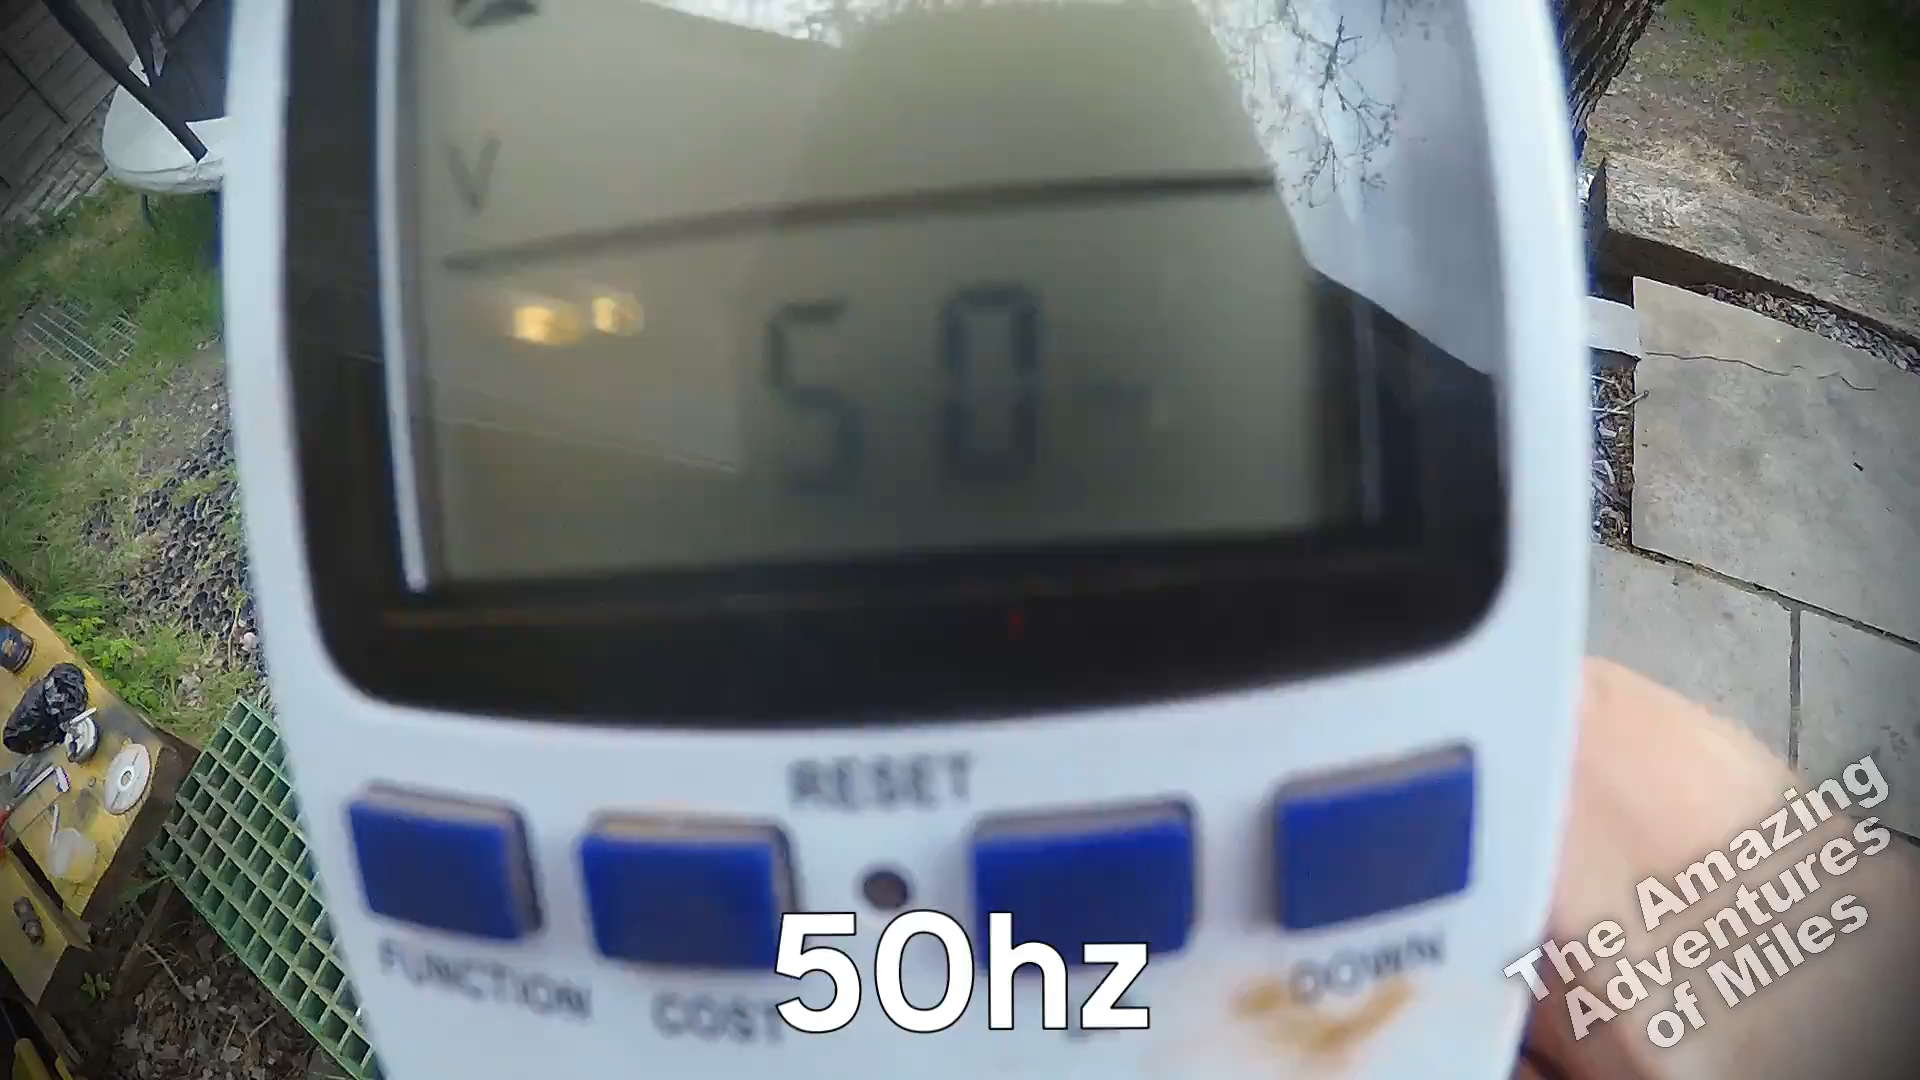 V
50
RESET
FUNCTION
COST
DOWN
50hz
The Amazing
Adventures
of Miles